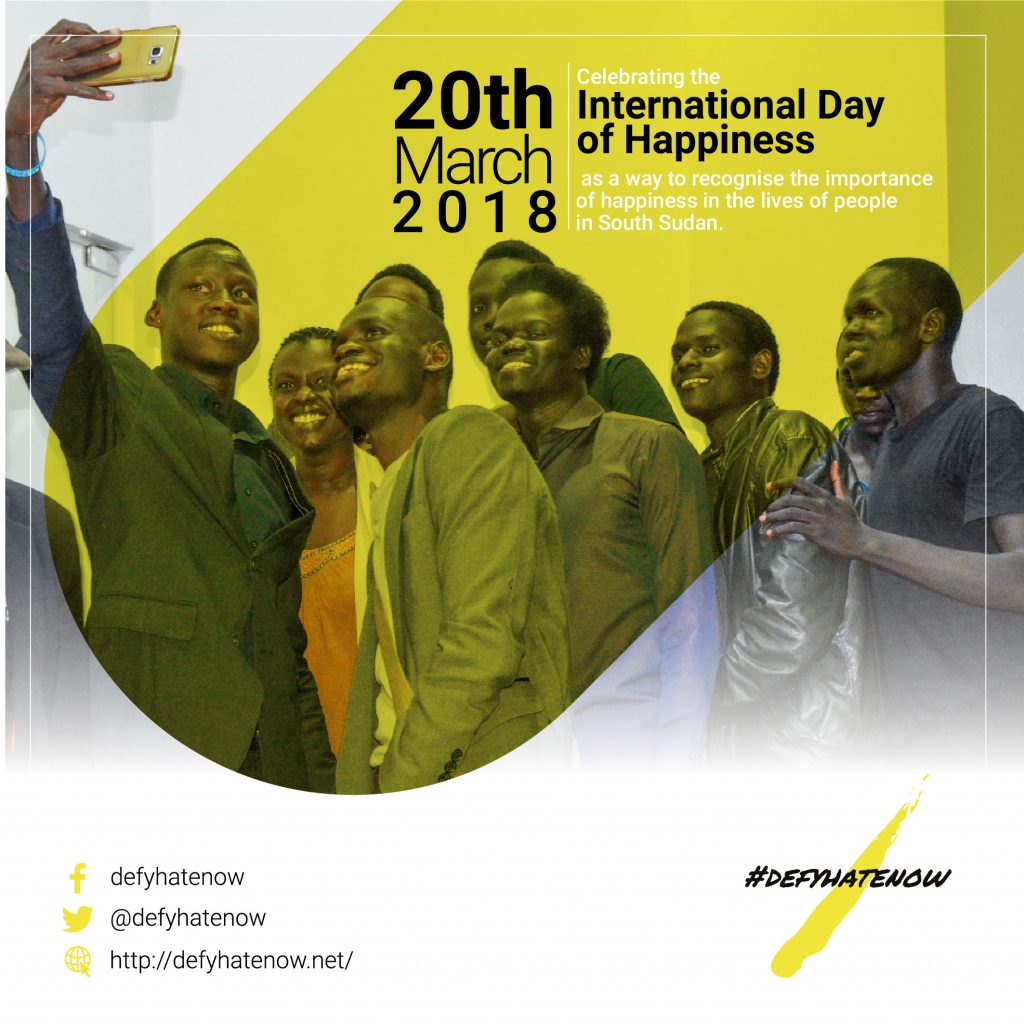 20th
March
2018
Celebrating the
International Day
of Happiness
as a way to recognise the importance
of happiness in the lives of people
in South Sudan.
defyhatenow
@defyhatenow
http://defyhatenow.net/
#DEFYHATENOW